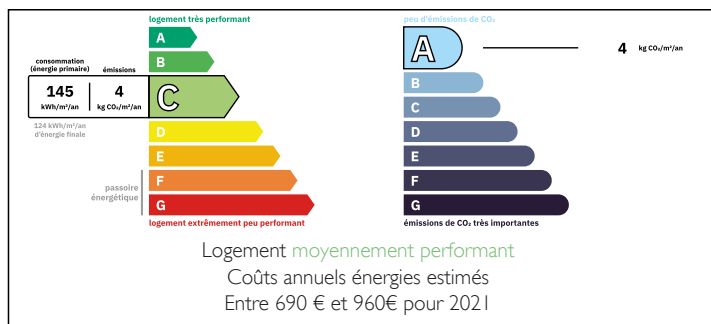 logement très performant
A
B
consommation
(énergie primaire)
émissions
145
kWh/m²/an
4
kg CO₂/m²/an
C
124 kWh/m²/an
d'énergie finale
D
E
passoire
énergétique
F
G
logement extrêmement peu performant
peu d'émissions de CO₂
A
4 kg CO₂/m²/an
B
C
D
E
F
G
émissions de CO₂ très importantes
Logement moyennement performant
Coûts annuels énergies estimés
Entre 690 € et 960€ pour 2021